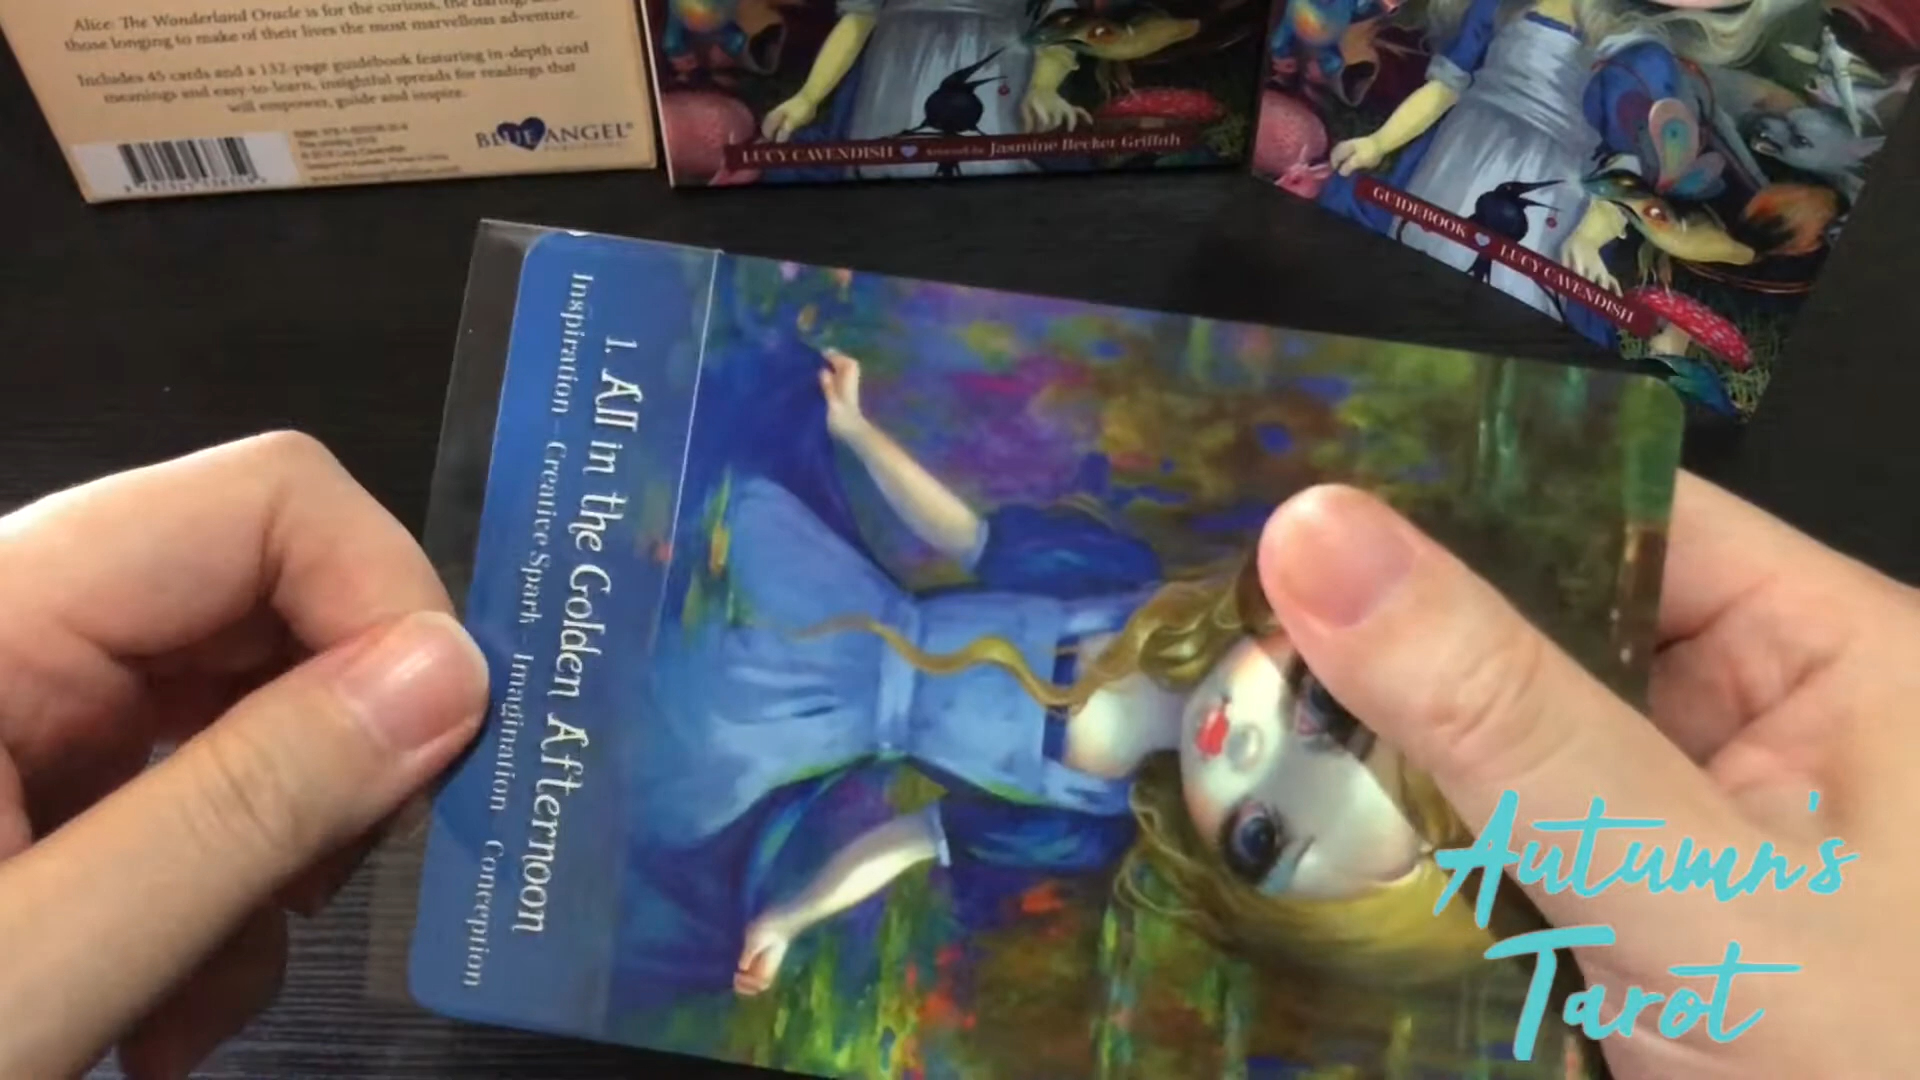 Alice: The Wonderland Oracle is for the curious, the
those longing to make of their lives the most marvellous adventure.
Includes 45 cards and a 132-page guidebook featuring in-depth card
meanings and easy-to-learn, insightful spreads for readings that
will empower, guide and inspire.
BLUE ANGEL®
PUBLISHING
LUCY CAVENDISH Artwork by Jasmine Becket-Griffith
GUIDEBOOK LUCY CAVENDISH
1. All in the Golden Afternoon
Inspiration – Creative Spark – Imagination – Conception
Autumn's
Tarot